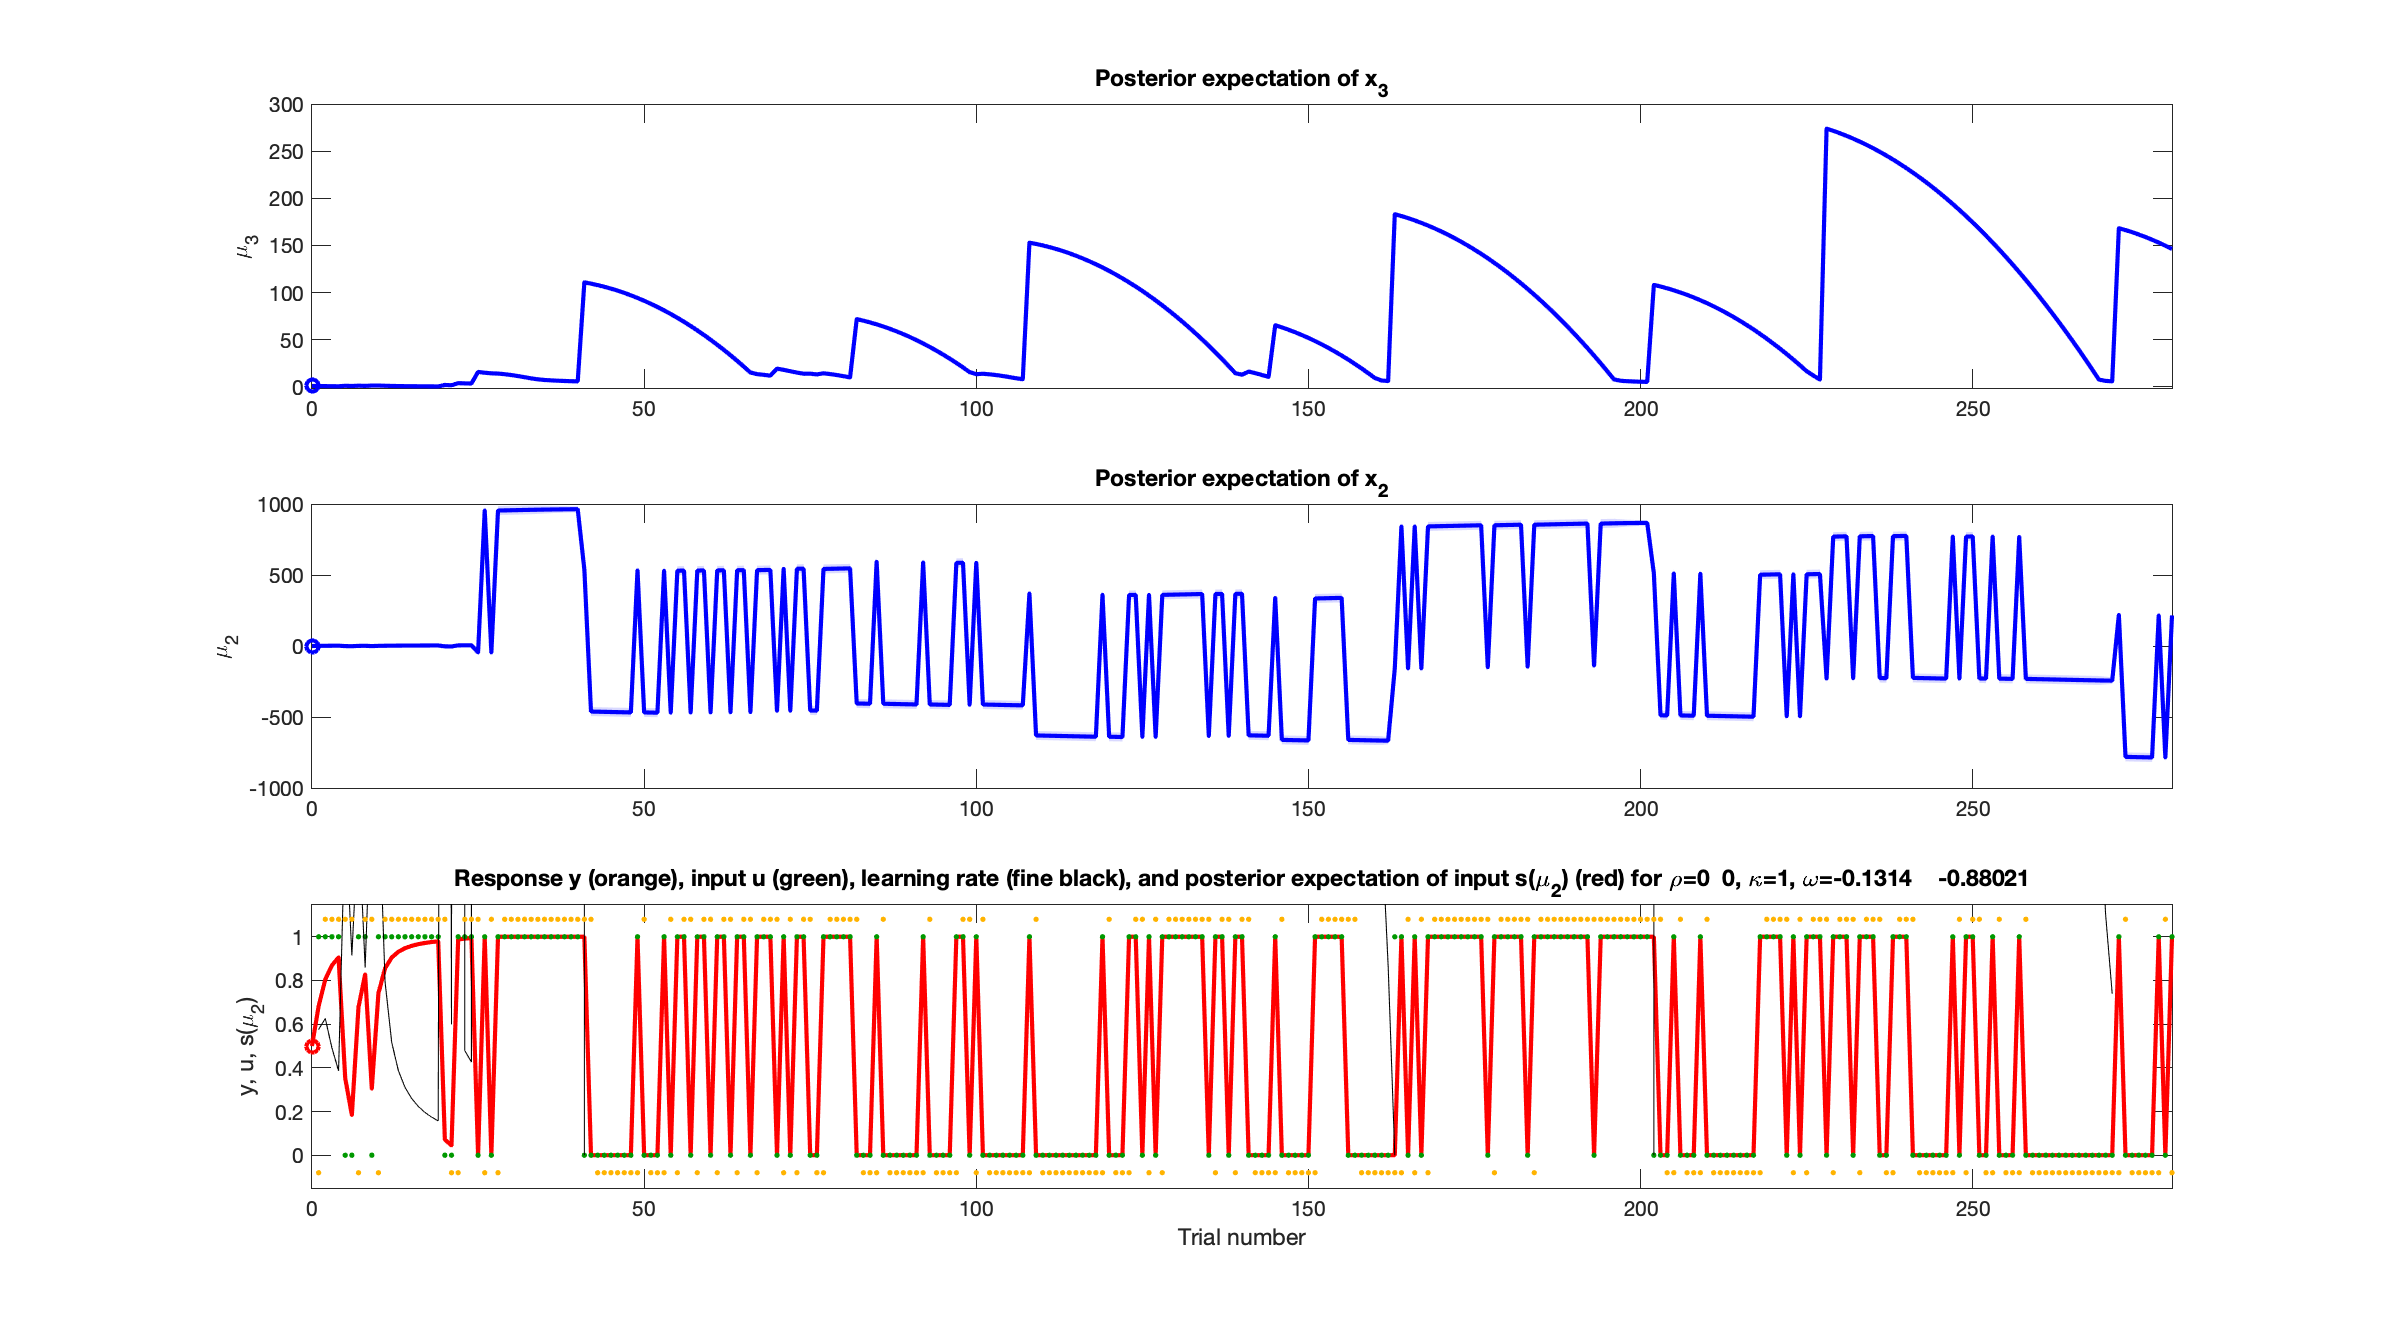 Posterior expectation of x3
300
250
200
150
100
50
0
μ3
0 50 100 150 200 250
Posterior expectation of x2
1000
500
0
-500
-1000
μ2
0 50 100 150 200 250
Response y (orange), input u (green), learning rate (fine black), and posterior expectation of input s(μ2) (red) for ρ=0 0, κ=1, ω=-0.1314 -0.88021
1
0.8
0.6
0.4
0.2
0
y, u, s(μ2)
0 50 100 150 200 250
Trial number